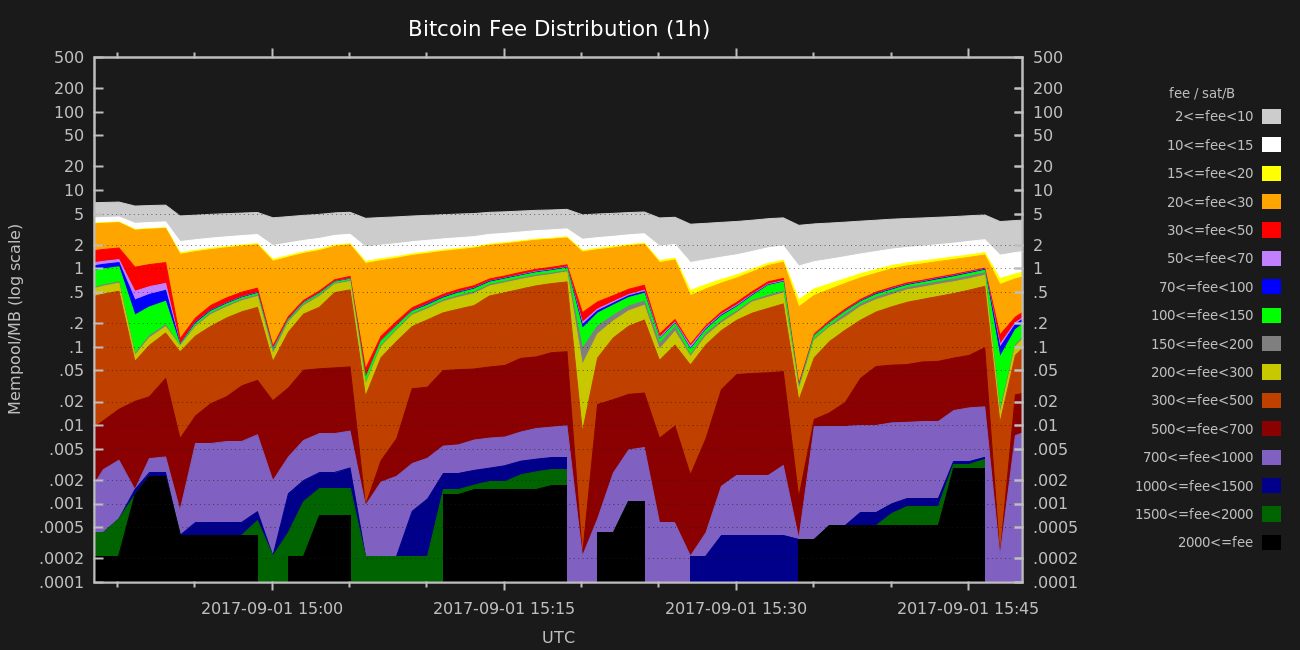 Bitcoin Fee Distribution (1h)
500 500
200 200
100 100
50 50
20 20
10 10
5 5
2 2
1 1
.5 .5
.2 .2
.1 .1
.05 .05
.02 .02
.01 .01
.005 .005
.002 .002
.001 .001
.0005 .0005
.0002 .0002
.0001 .0001
Mempool/MB (log scale)
2017-09-01 15:00 2017-09-01 15:15 2017-09-01 15:30 2017-09-01 15:45
UTC
fee / sat/B
2<=fee<10
10<=fee<15
15<=fee<20
20<=fee<30
30<=fee<50
50<=fee<70
70<=fee<100
100<=fee<150
150<=fee<200
200<=fee<300
300<=fee<500
500<=fee<700
700<=fee<1000
1000<=fee<1500
1500<=fee<2000
2000<=fee